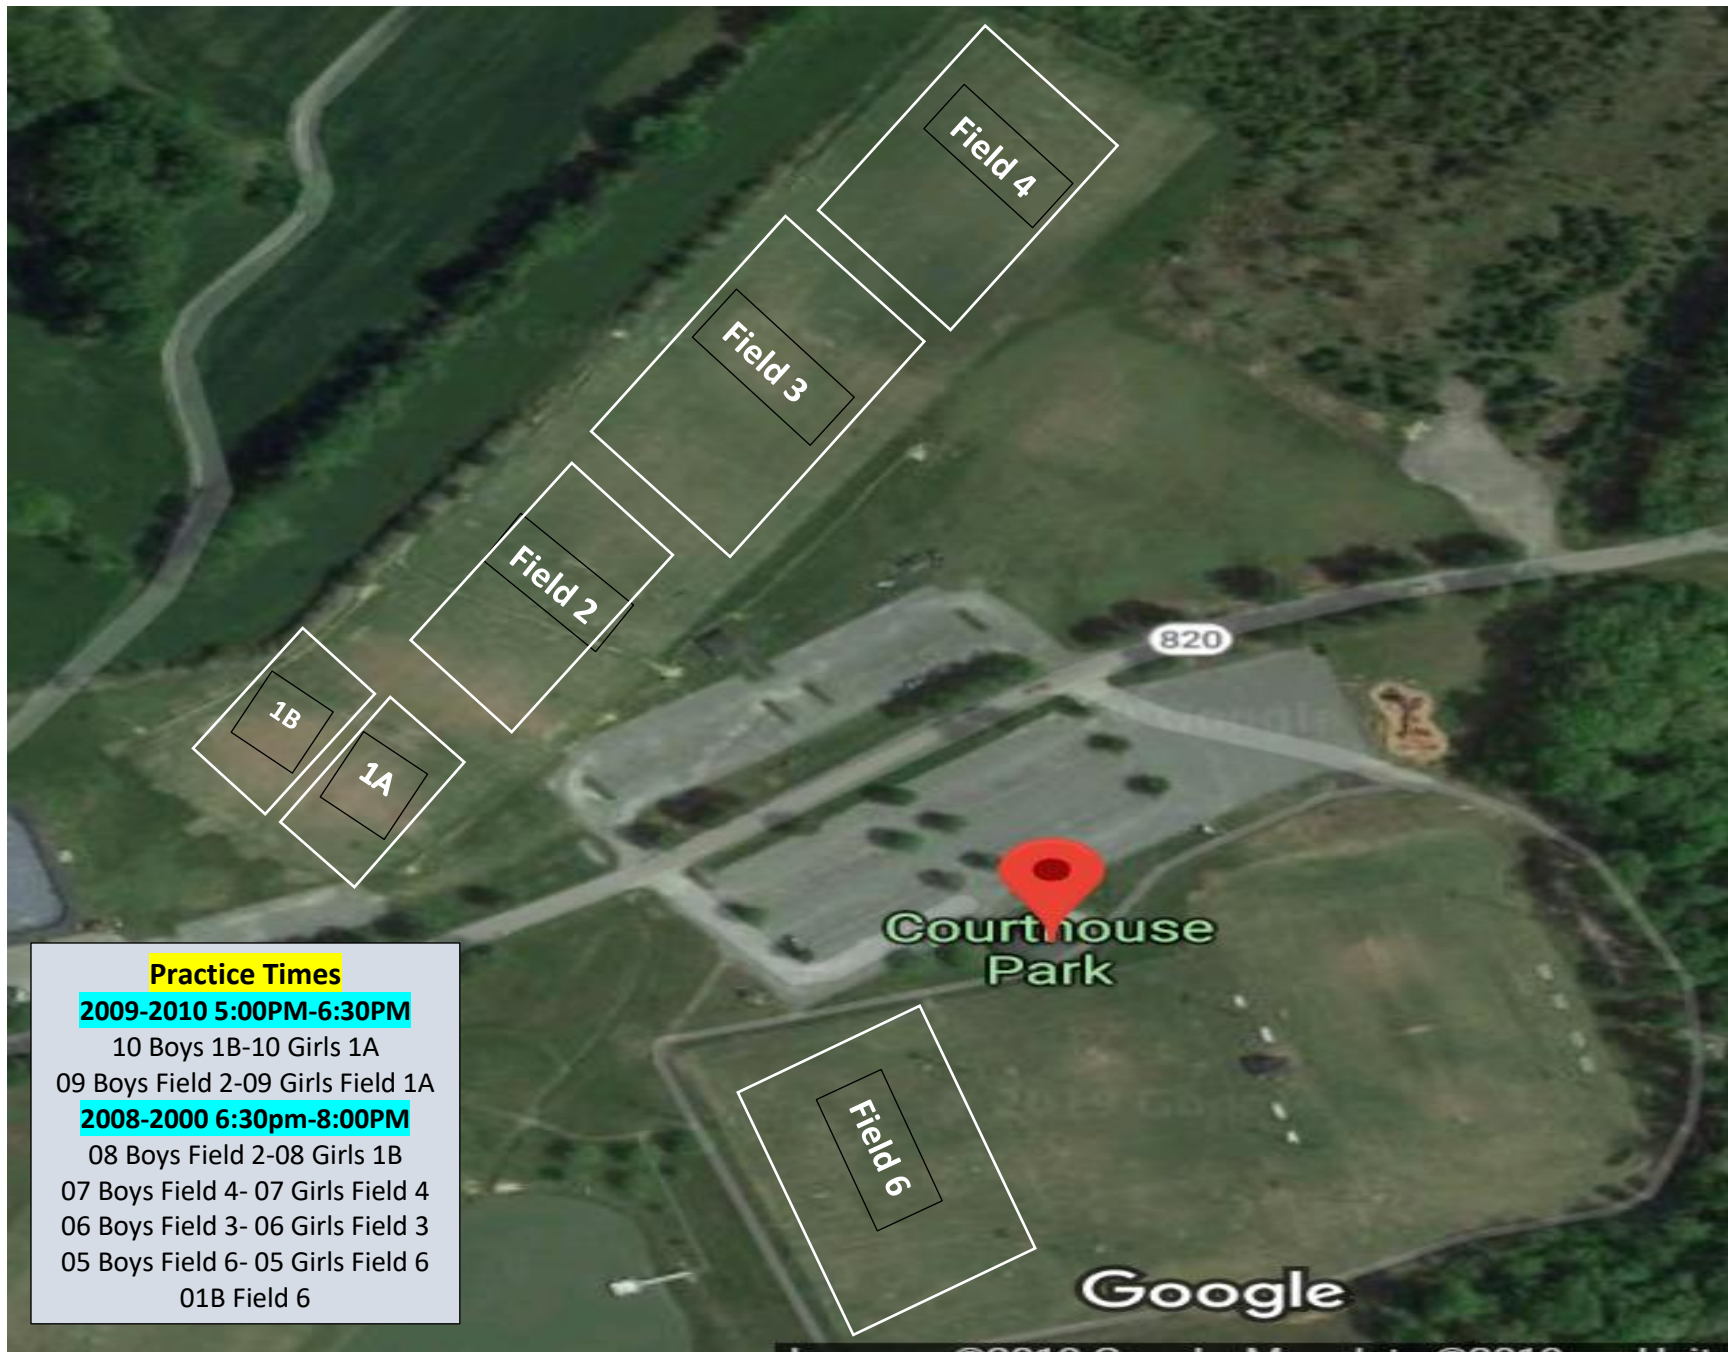 Field 4
Field 3
Field 2
1B
1A
820
Courthouse
Park
Field 6
Practice Times
2009-2010 5:00PM-6:30PM
10 Boys 1B-10 Girls 1A
09 Boys Field 2-09 Girls Field 1A
2008-2000 6:30pm-8:00PM
08 Boys Field 2-08 Girls 1B
07 Boys Field 4- 07 Girls Field 4
06 Boys Field 3- 06 Girls Field 3
05 Boys Field 6- 05 Girls Field 6
01B Field 6
Google